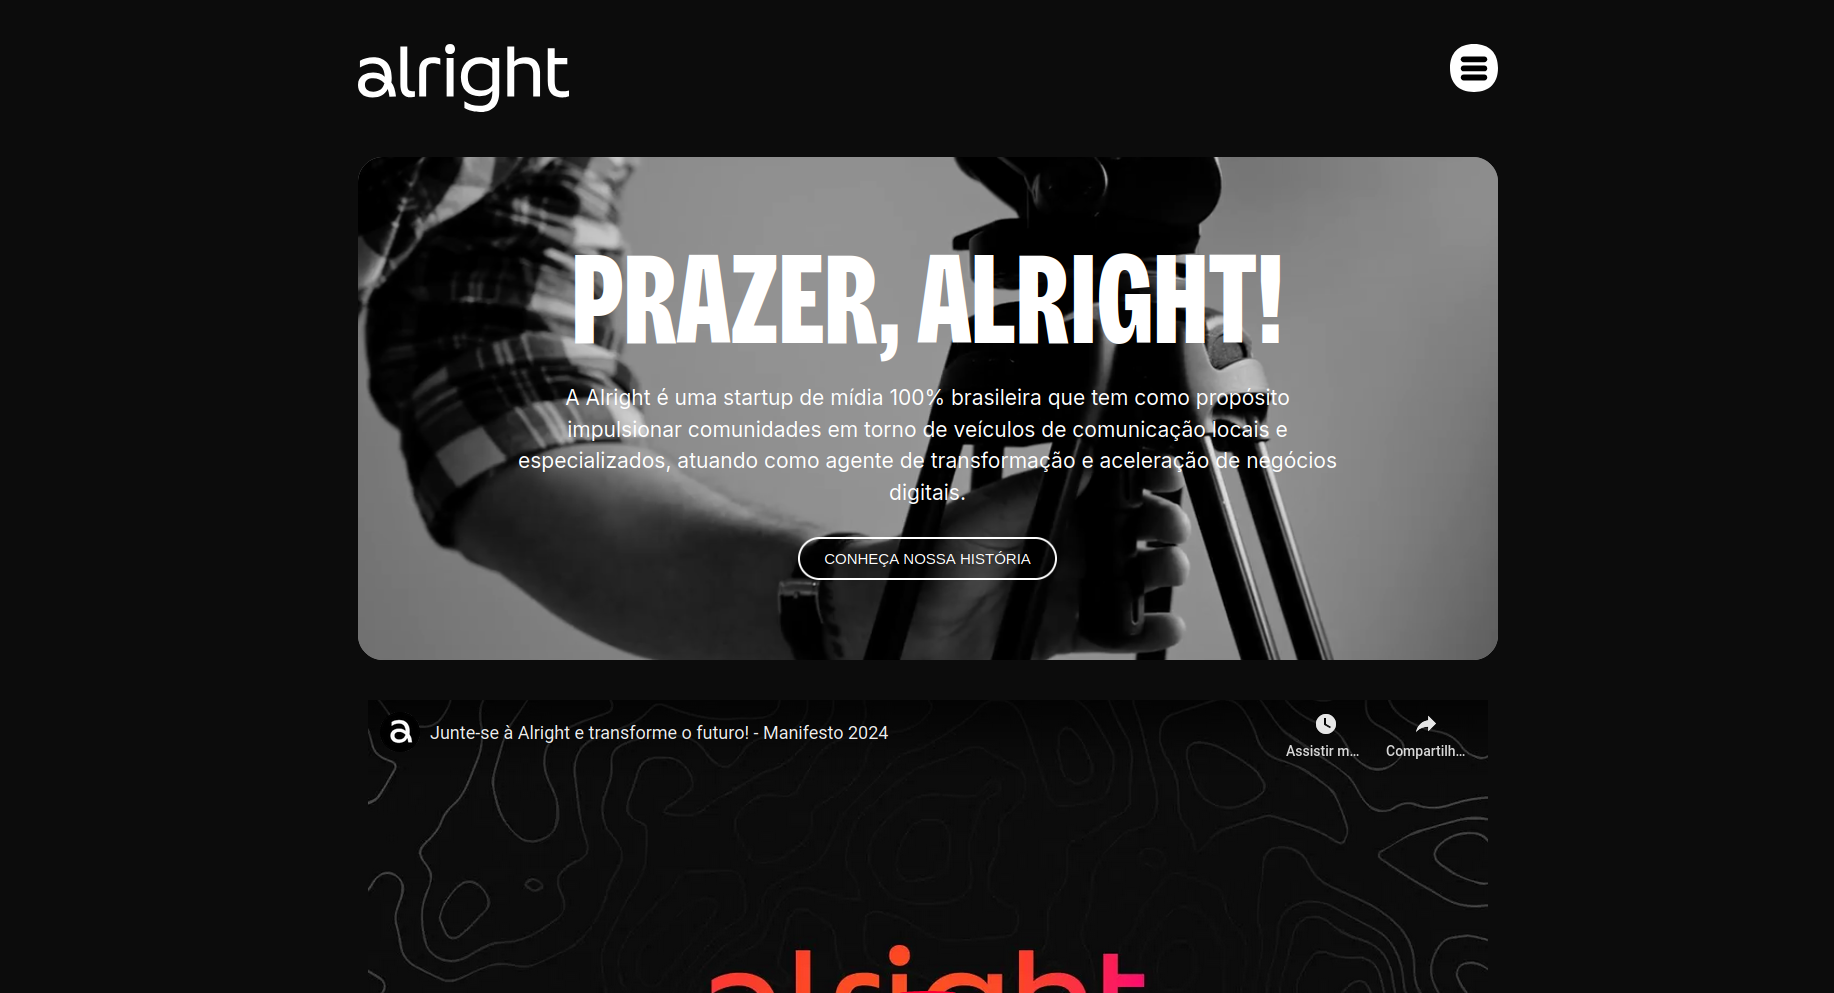 alright
PRAZER, ALRIGHT!
A Alright é uma startup de mídia 100% brasileira que tem como propósito
impulsionar comunidades em torno de veículos de comunicação locais e
especializados, atuando como agente de transformação e aceleração de negócios
digitais.
CONHEÇA NOSSA HISTÓRIA
a Junte-se à Alright e transforme o futuro! - Manifesto 2024
Assistir m... Compartilh...
alright